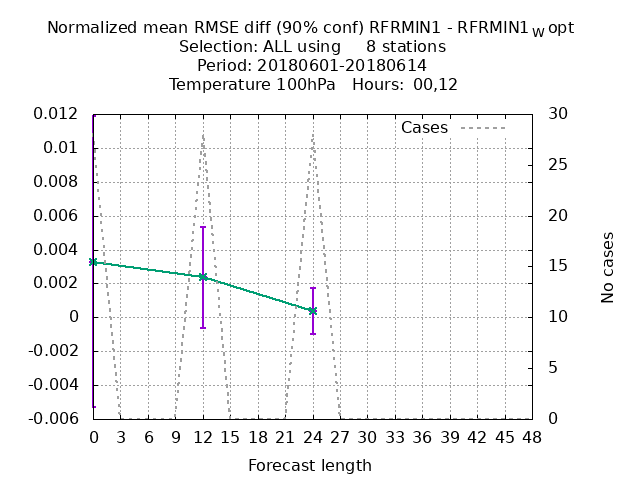 Normalized mean RMSE diff (90% conf) RFRMIN1 - RFRMIN1wopt
Selection: ALL using 8 stations
Period: 20180601-20180614
Temperature 100hPa Hours: 00,12
Cases
0.012
0.01
0.008
0.006
0.004
0.002
0
-0.002
-0.004
-0.006
30
25
20
15
10
5
0
No cases
0 3 6 9 12 15 18 21 24 27 30 33 36 39 42 45 48
Forecast length